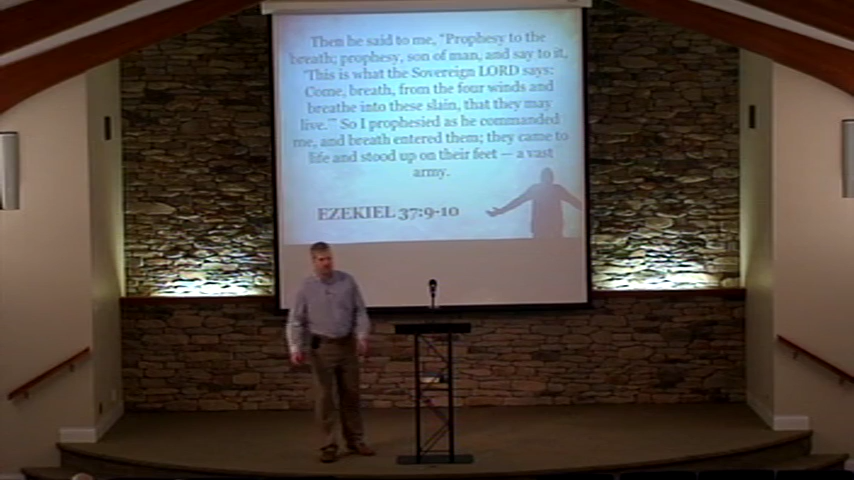 Then he said to me, "Prophesy to the
breath; prophesy, son of man, and say to it,
'This is what the Sovereign LORD says:
Come, breath, from the four winds and
breathe into these slain, that they may
live.'" So I prophesied as he commanded
me, and breath entered them; they came to
life and stood up on their feet — a vast
army.
EZEKIEL 37:9-10